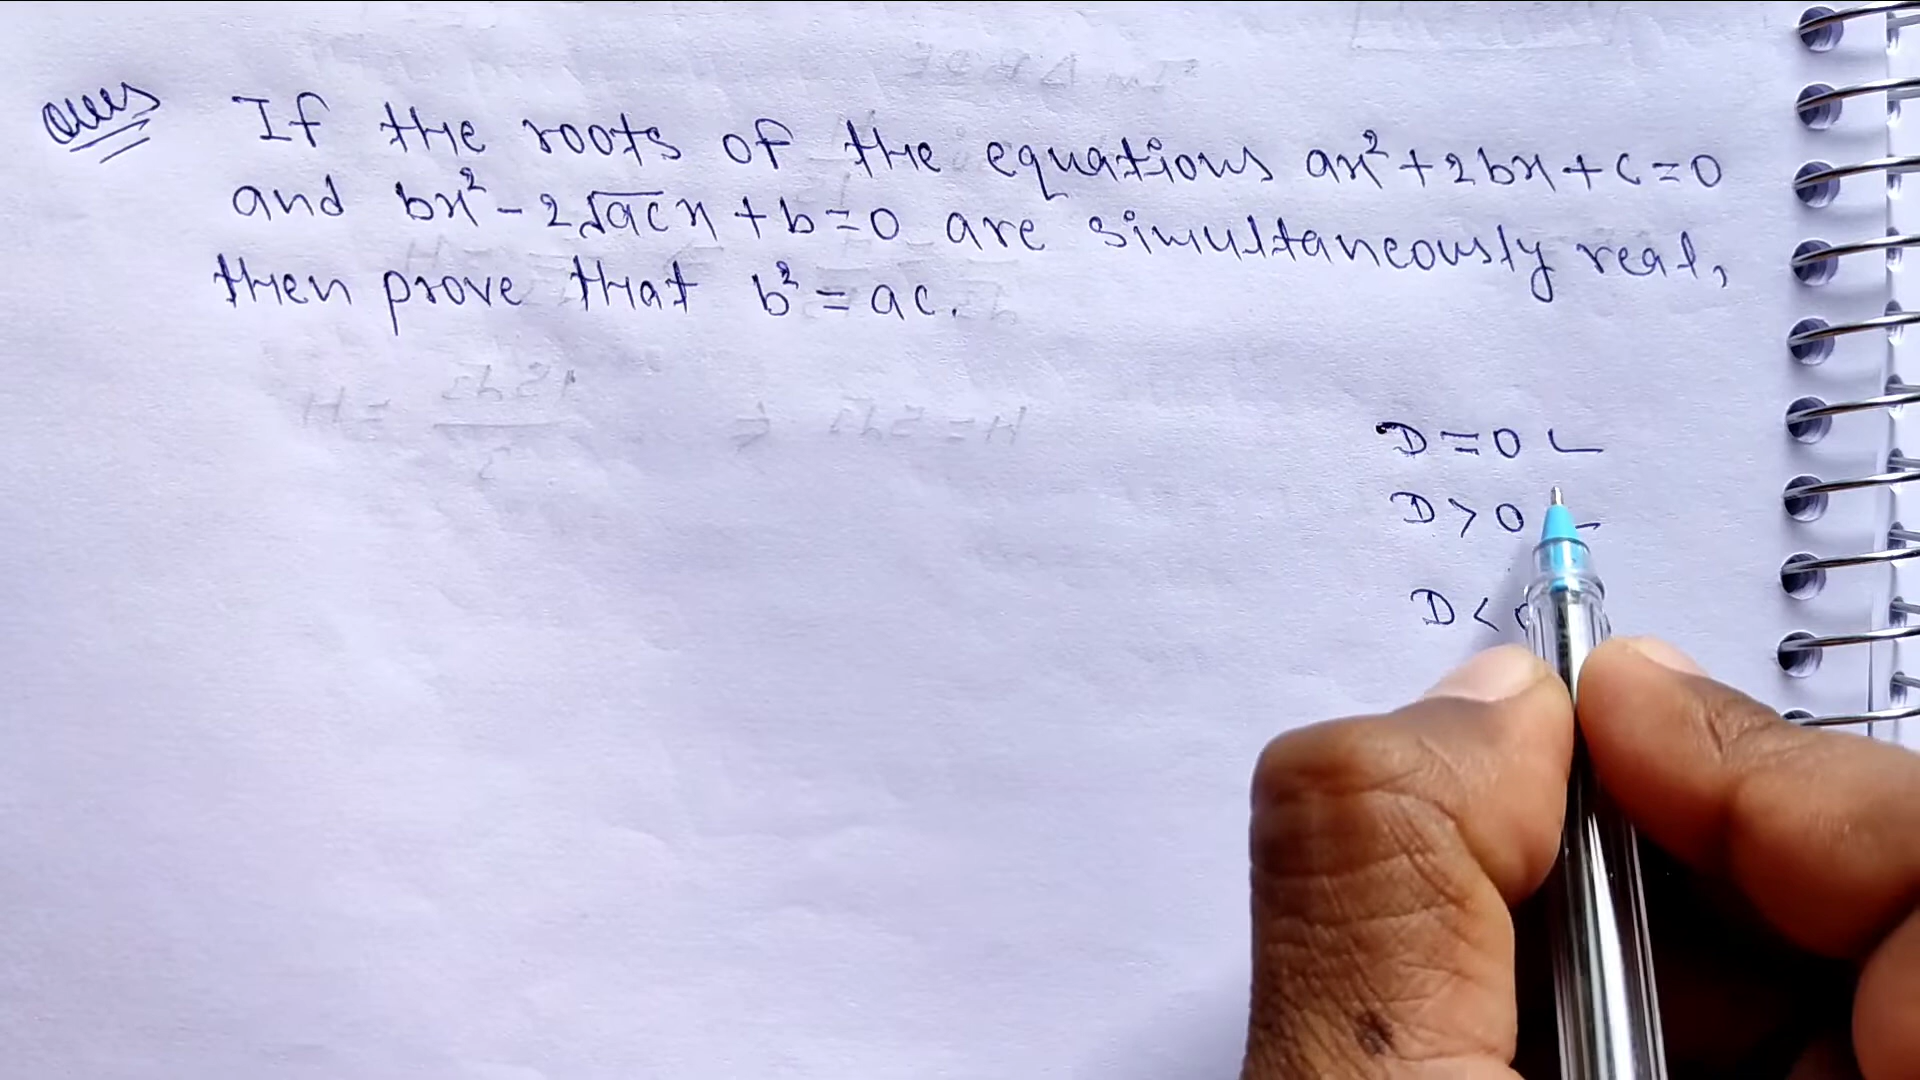 Ques If the roots of the equations ax²+2bx+c=0
and bx²-2√acx+b=0 are simultaneously real,
then prove that b²=ac.
D=0
D>0
D<